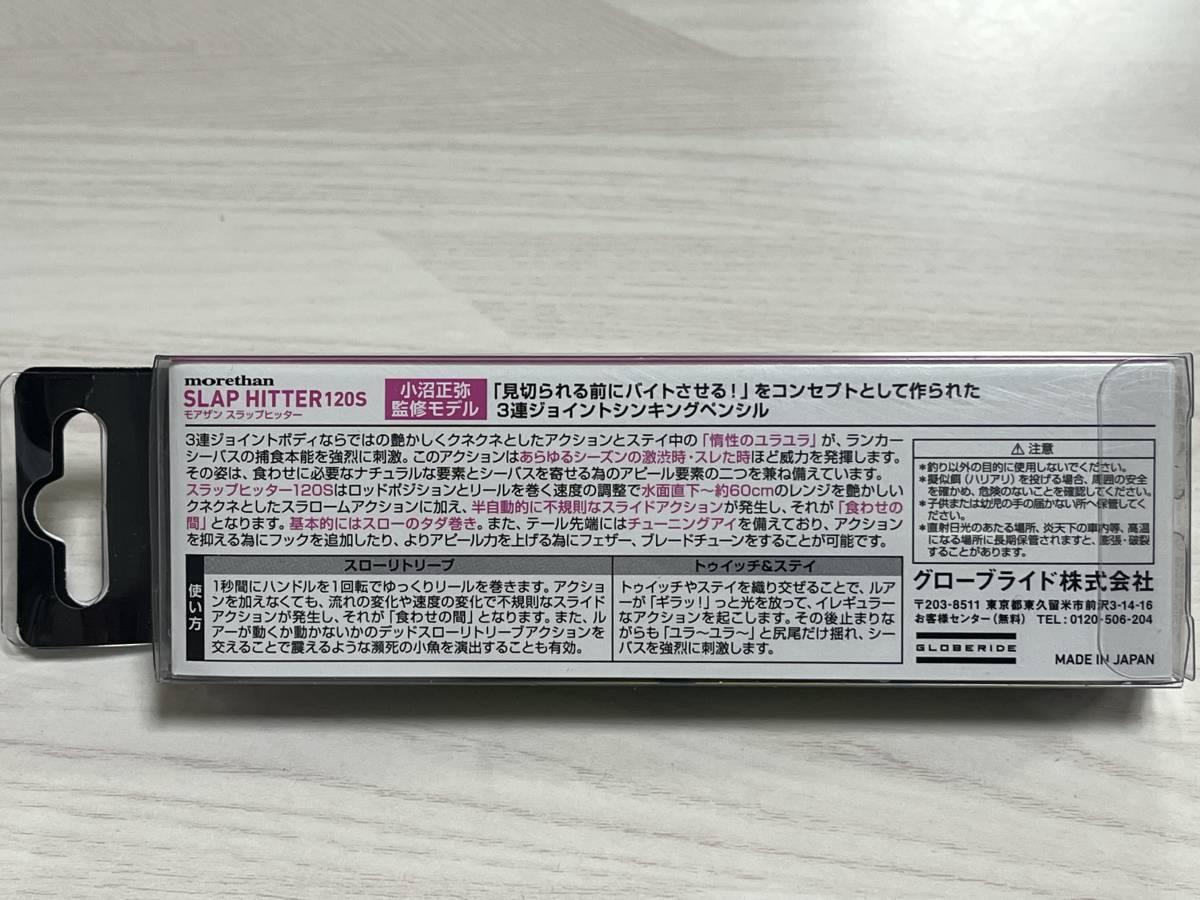 morethan
SLAP HITTER120S
モアザン スラップヒッター
小沼正弥
監修モデル
「見切られる前にバイトさせる！」をコンセプトとして作られた
3連ジョイントシンキングペンシル
3連ジョイントボディならではの艶かしくクネクネとしたアクションとステイ中の「惰性のユラユラ」が、ランカー
シーバスの捕食本能を強烈に刺激。このアクションはあらゆるシーズンの激渋時・スレた時ほど威力を発揮します。
その姿は、食わせに必要なナチュラルな要素とシーバスを寄せる為のアピール要素の二つを兼ね備えています。
スラップヒッター120Sはロッドポジションとリールを巻く速度の調整で水面直下～約60cmのレンジを艶かしい
クネクネとしたスラロームアクションに加え、半自動的に不規則なスライドアクションが発生し、それが「食わせの
間」となります。基本的にはスローのタダ巻き。また、テール先端にはチューニングアイを備えており、アクション
を抑える為にフックを追加したり、よりアピール力を上げる為にフェザー、ブレードチューンをすることが可能です。
使い方
スローリトリーブ
1秒間にハンドルを1回転でゆっくりリールを巻きます。アクショ
ンを加えなくても、流れの変化や速度の変化で不規則なスライド
アクションが発生し、それが「食わせの間」となります。また、ル
アーが動くか動かないかのデッドスローリトリーブアクションを
交えることで震えるような瀕死の小魚を演出することも有効。
トゥイッチ&ステイ
トゥイッチやステイを織り交ぜることで、ルア
ーが「ギラッ！」っと光を放って、イレギュラー
なアクションを起こします。その後止まりな
がらも「ユラ～ユラ～」と尻尾だけ揺れ、シー
バスを強烈に刺激します。
⚠ 注意
*釣り以外の目的に使用しないでください。
*擬似餌（ハリアリ）を投げる場合、周囲の安全
を確かめ、危険のないことを確認してください。
*子供または幼児の手の届かない所へ保管してく
ださい。
*直射日光のあたる場所、炎天下の車内等、高温
になる場所に長期保管されますと、膨張・破裂
することがあります。
グローブライド株式会社
〒203-8511 東京都東久留米市前沢3-14-16
お客様センター（無料） TEL：0120-506-204
GLOBERIDE
MADE IN JAPAN